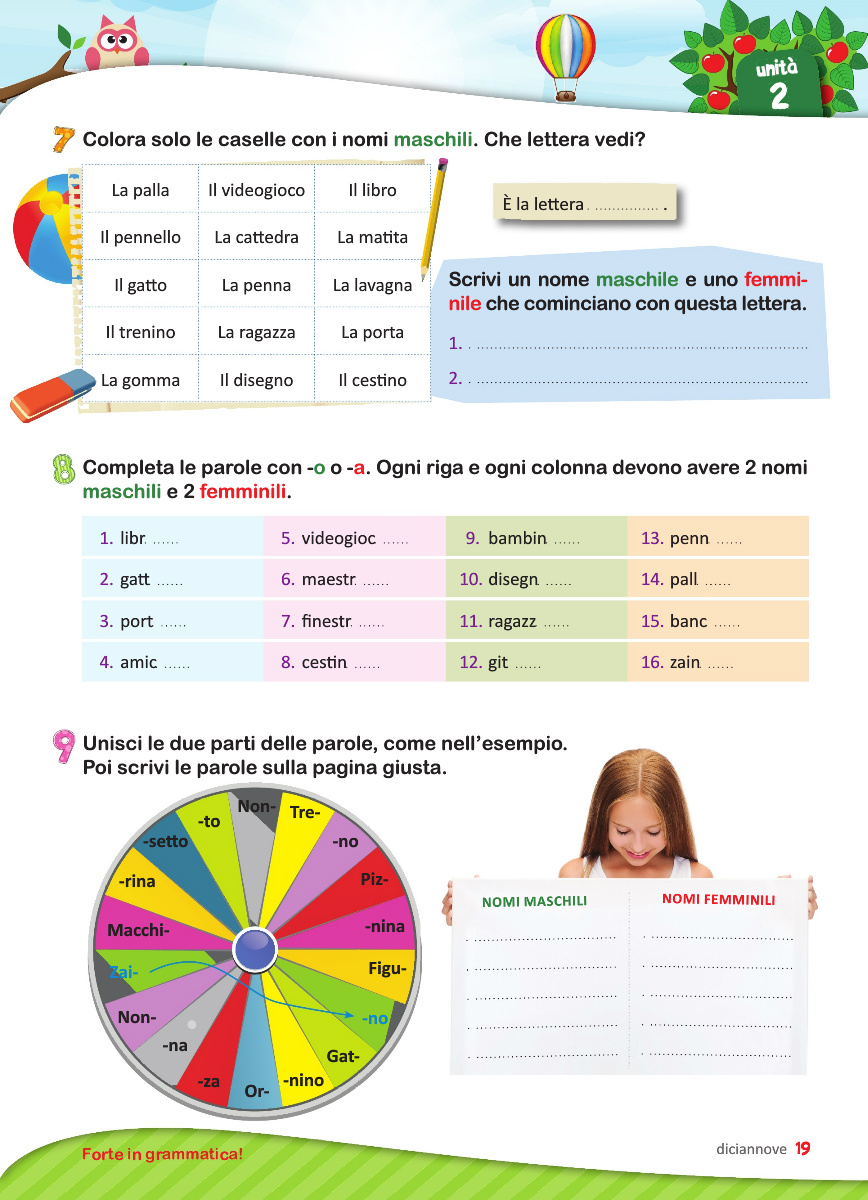 unità
2
7 Colora solo le caselle con i nomi maschili. Che lettera vedi?
La palla Il videogioco Il libro
Il pennello La cattedra La matita
Il gatto La penna La lavagna
Il trenino La ragazza La porta
La gomma Il disegno Il cestino
È la lettera ................ .
Scrivi un nome maschile e uno femmi-
nile che cominciano con questa lettera.
1. ................................................................
2. ................................................................
8 Completa le parole con -o o -a. Ogni riga e ogni colonna devono avere 2 nomi
maschili e 2 femminili.
1. libr ...... 5. videogioc ...... 9. bambin ...... 13. penn ......
2. gatt ...... 6. maestr ...... 10. disegn ...... 14. pall ......
3. port ...... 7. finestr ...... 11. ragazz ...... 15. banc ......
4. amic ...... 8. cestin ...... 12. git ...... 16. zain ......
9 Unisci le due parti delle parole, come nell'esempio.
Poi scrivi le parole sulla pagina giusta.
Non-
Tre-
-no
Piz-
-nina
Figu-
-no
Gat-
-nino
Or-
-za
-na
Non-
Zai-
Macchi-
-rina
-setto
-to
NOMI MASCHILI NOMI FEMMINILI
Forte in grammatica!
diciannove 19